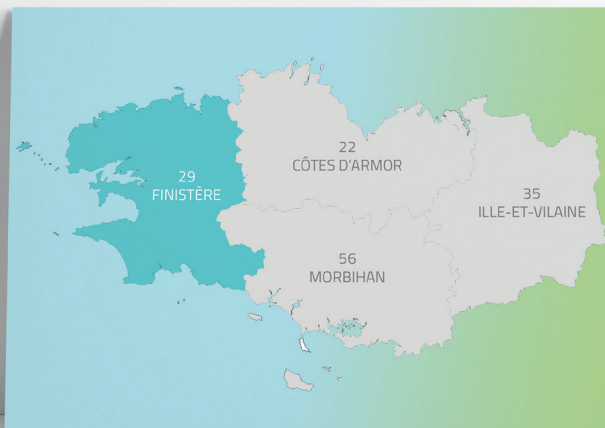 22
CÔTES D'ARMOR
29
FINISTÈRE
35
ILLE-ET-VILAINE
56
MORBIHAN